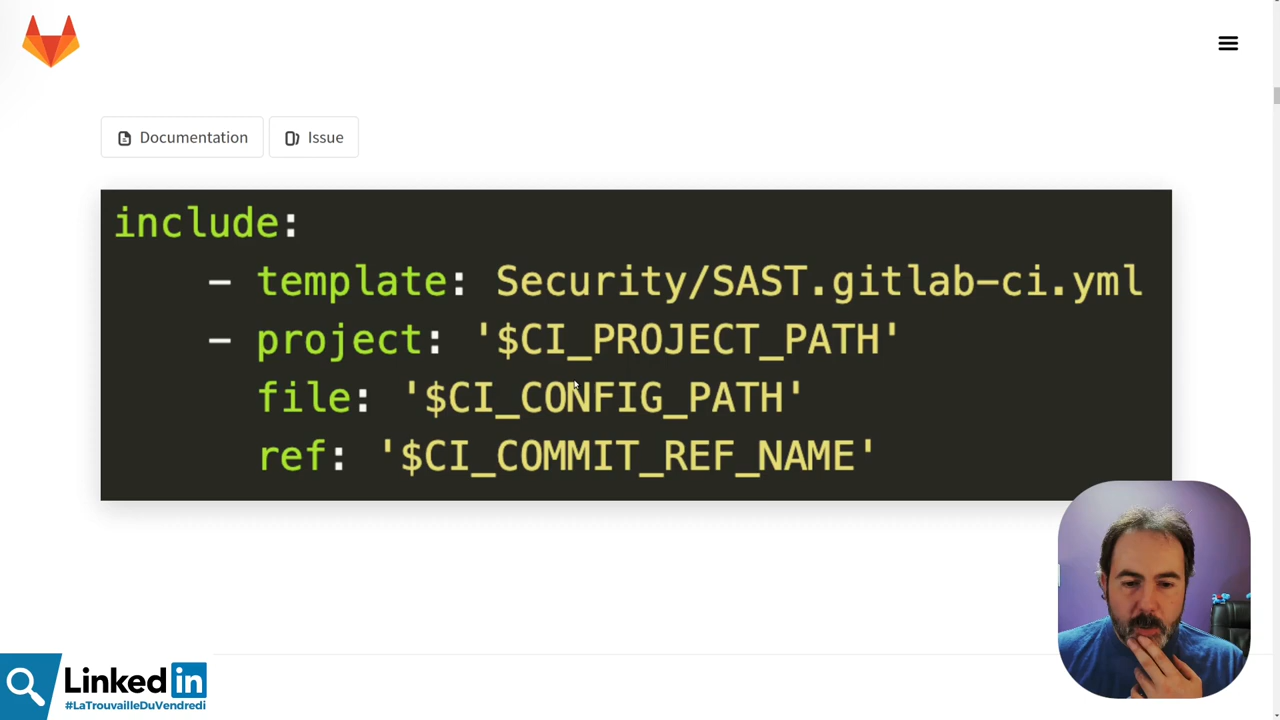 Documentation
Issue
include:
- template: Security/SAST.gitlab-ci.yml
- project: '$CI_PROJECT_PATH'
file: '$CI_CONFIG_PATH'
ref: '$CI_COMMIT_REF_NAME'
Linked in
#LaTrouvailleDuVendredi